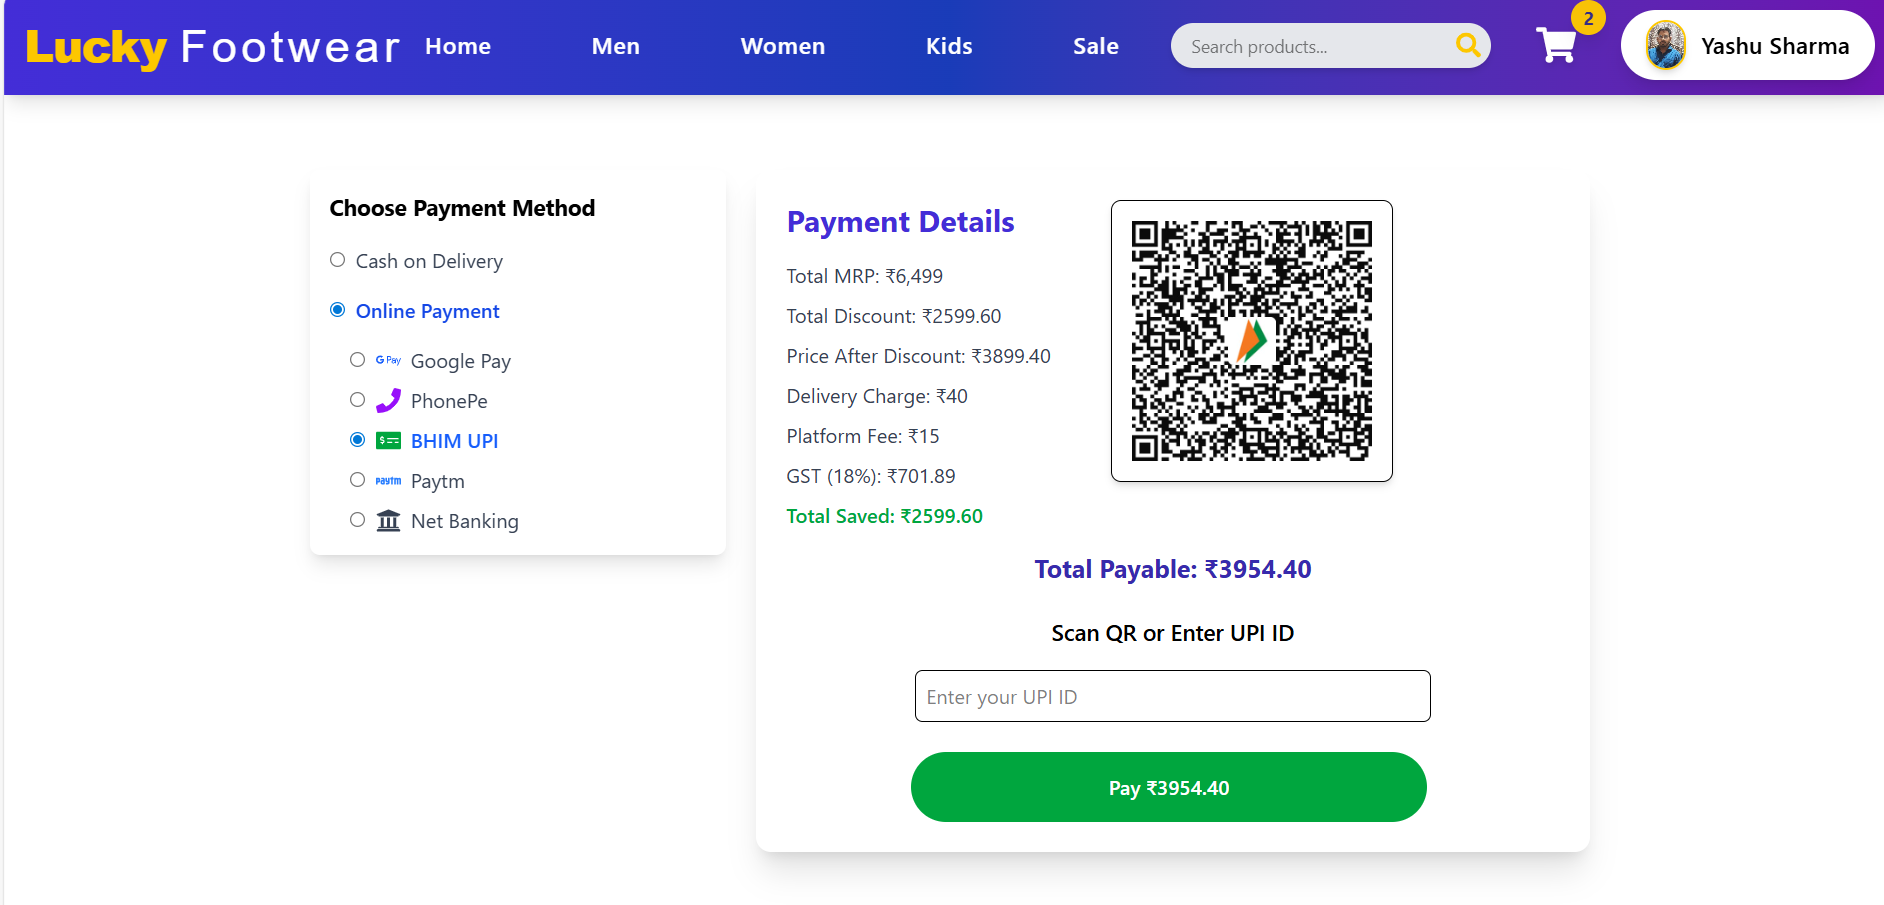 Lucky Footwear
Home
Men
Women
Kids
Sale
Search products...
2
Yashu Sharma
Choose Payment Method
Cash on Delivery
Online Payment
G Pay Google Pay
PhonePe
BHIM UPI
paytm Paytm
Net Banking
Payment Details
Total MRP: ₹6,499
Total Discount: ₹2599.60
Price After Discount: ₹3899.40
Delivery Charge: ₹40
Platform Fee: ₹15
GST (18%): ₹701.89
Total Saved: ₹2599.60
Total Payable: ₹3954.40
Scan QR or Enter UPI ID
Enter your UPI ID
Pay ₹3954.40